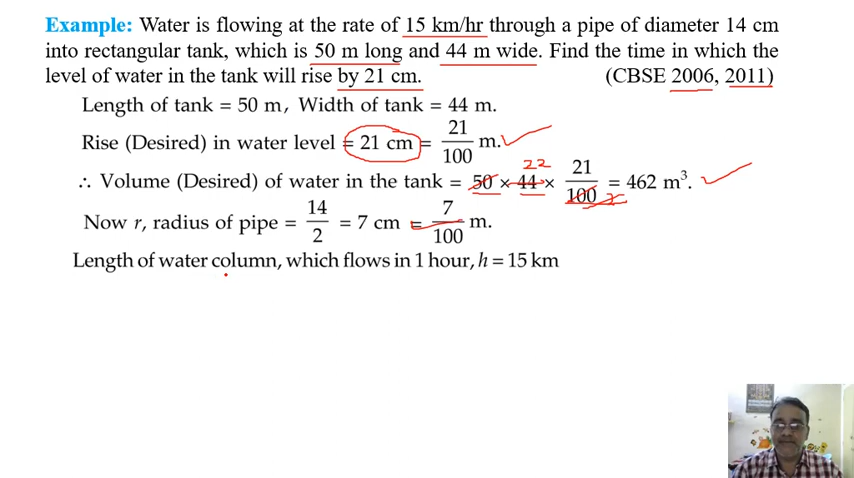 Example: Water is flowing at the rate of 15 km/hr through a pipe of diameter 14 cm
into rectangular tank, which is 50 m long and 44 m wide. Find the time in which the
level of water in the tank will rise by 21 cm. (CBSE 2006, 2011)
Length of tank = 50 m, Width of tank = 44 m.
Rise (Desired) in water level = 21 cm = 21/100 m.
22
∴ Volume (Desired) of water in the tank = 50 × 44 × 21/100 = 462 m³.
Now r, radius of pipe = 14/2 = 7 cm = 7/100 m.
Length of water column, which flows in 1 hour, h = 15 km